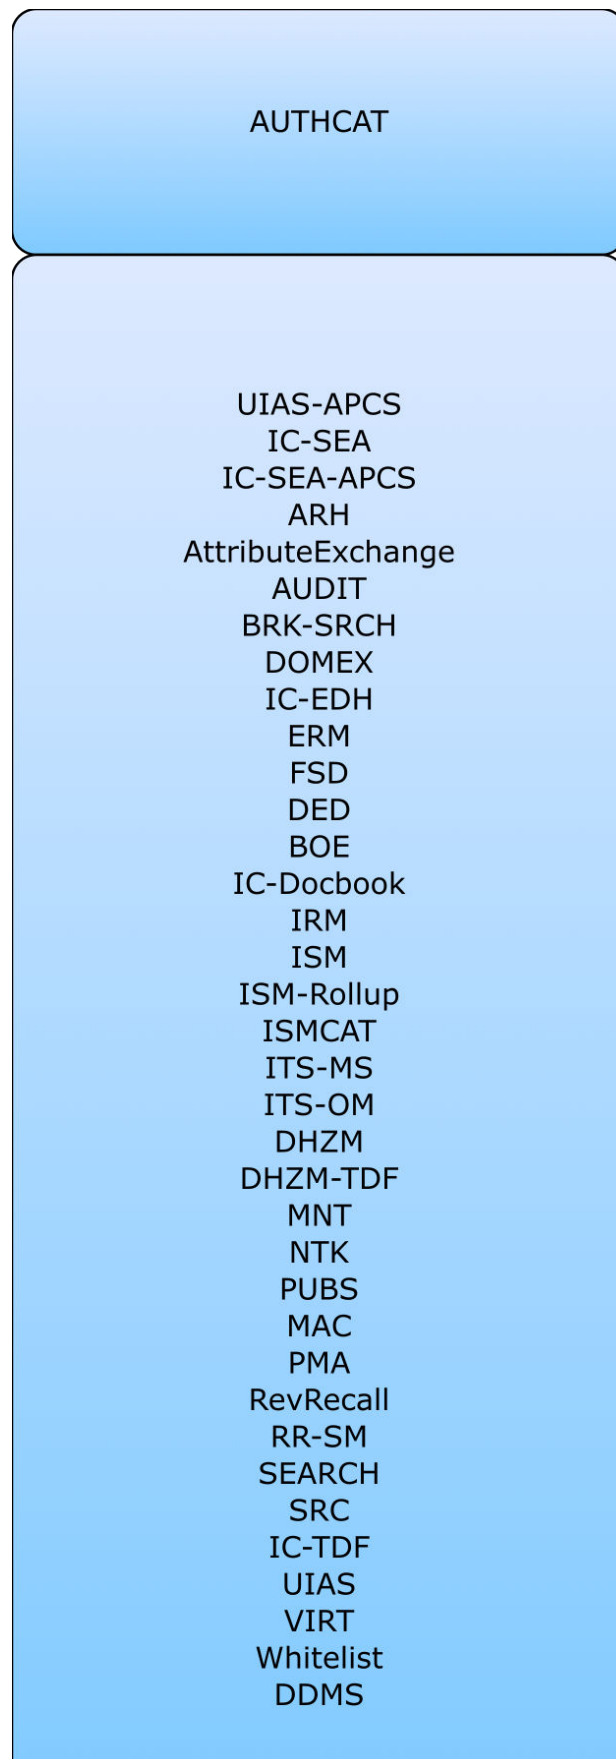 AUTHCAT
UIAS-APCS
IC-SEA
IC-SEA-APCS
ARH
AttributeExchange
AUDIT
BRK-SRCH
DOMEX
IC-EDH
ERM
FSD
DED
BOE
IC-Docbook
IRM
ISM
ISM-Rollup
ISMCAT
ITS-MS
ITS-OM
DHZM
DHZM-TDF
MNT
NTK
PUBS
MAC
PMA
RevRecall
RR-SM
SEARCH
SRC
IC-TDF
UIAS
VIRT
Whitelist
DDMS